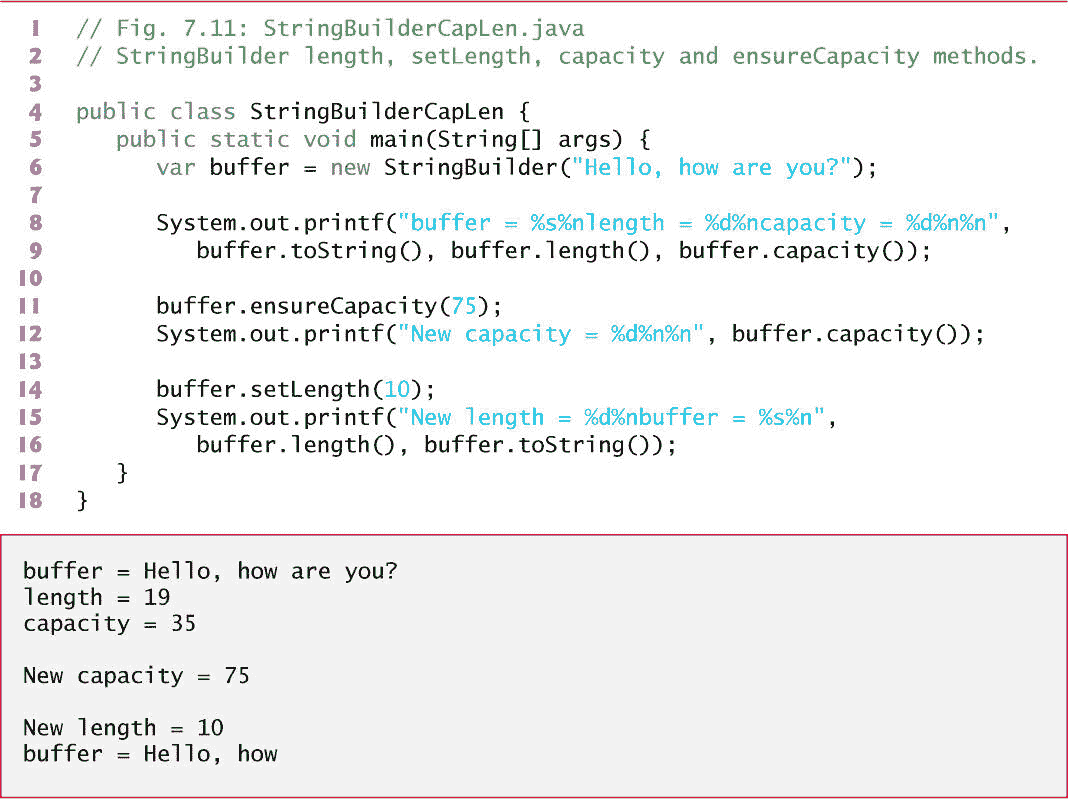 1 // Fig. 7.11: StringBuilderCapLen.java
2 // StringBuilder length, setLength, capacity and ensureCapacity methods.
3
4 public class StringBuilderCapLen {
5    public static void main(String[] args) {
6       var buffer = new StringBuilder("Hello, how are you?");
7
8       System.out.printf("buffer = %s%nlength = %d%ncapacity = %d%n%n",
9          buffer.toString(), buffer.length(), buffer.capacity());
10
11       buffer.ensureCapacity(75);
12       System.out.printf("New capacity = %d%n%n", buffer.capacity());
13
14       buffer.setLength(10);
15       System.out.printf("New length = %d%nbuffer = %s%n",
16          buffer.length(), buffer.toString());
17    }
18 }
buffer = Hello, how are you?
length = 19
capacity = 35
New capacity = 75
New length = 10
buffer = Hello, how